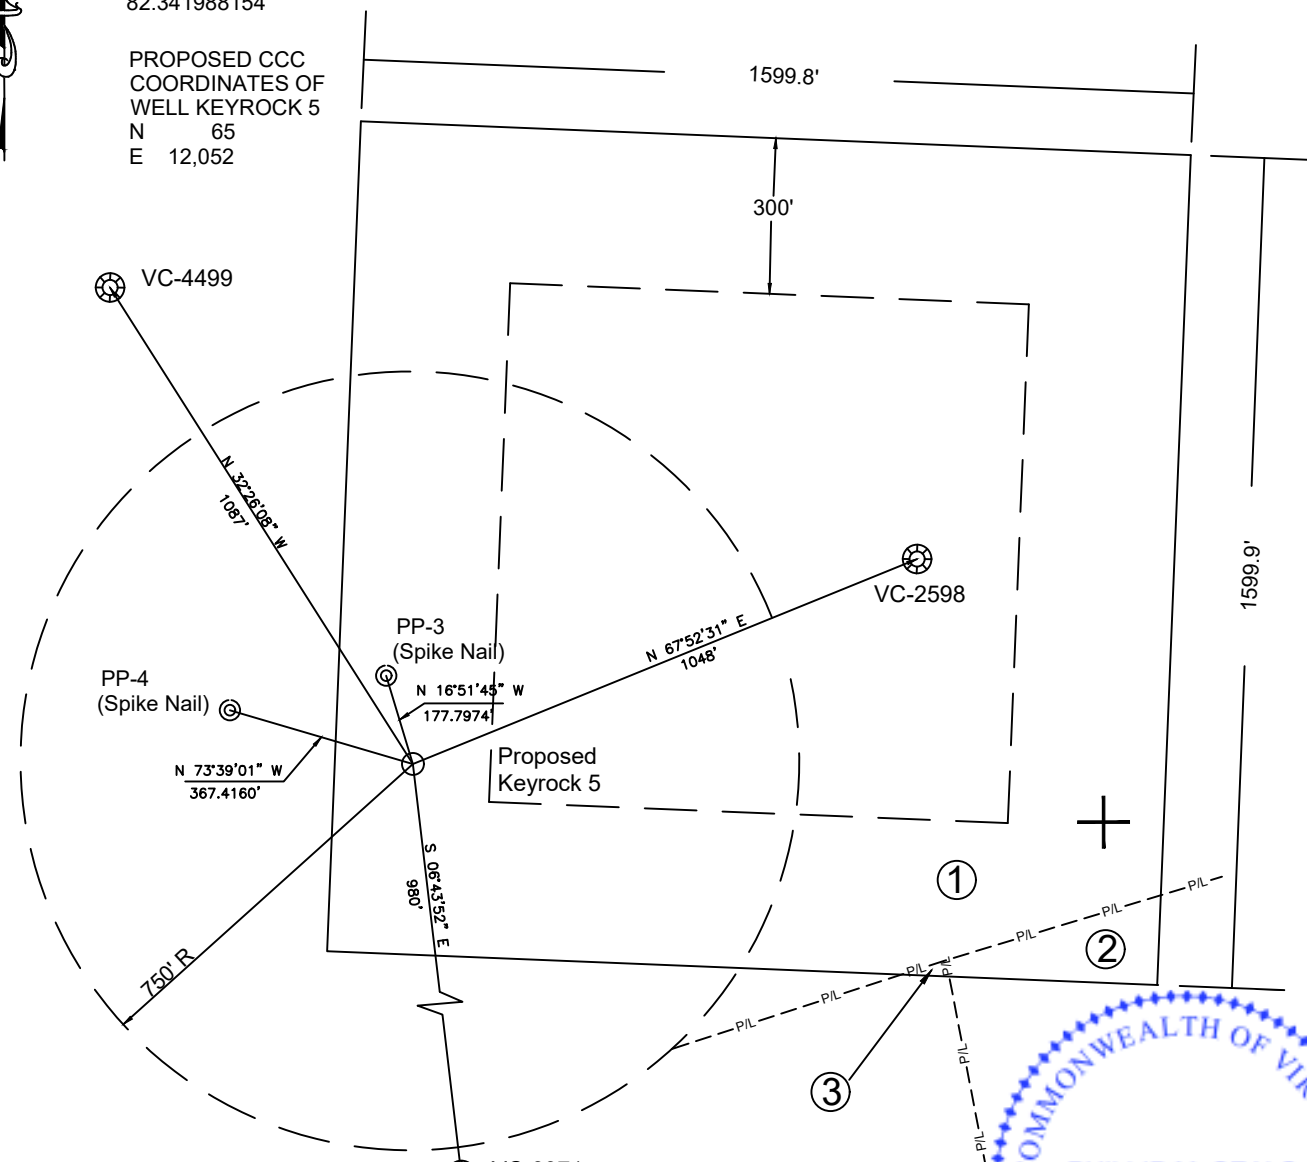 82.341988154
PROPOSED CCC
COORDINATES OF
WELL KEYROCK 5
N 65
E 12,052
1599.8'
300'
VC-4499
N 32°26'08" W
1087'
1599.9'
VC-2598
N 67°52'31" E
1048'
PP-3
(Spike Nail)
N 16°51'45" W
177.7974'
PP-4
(Spike Nail)
N 73°39'01" W
367.4160'
Proposed
Keyrock 5
S 06°43'52" E
980'
750' R
1
2
3
P/L
P/L
P/L
P/L
P/L
P/L
P/L
P/L
P/L
OMMONWEALTH OF VIR